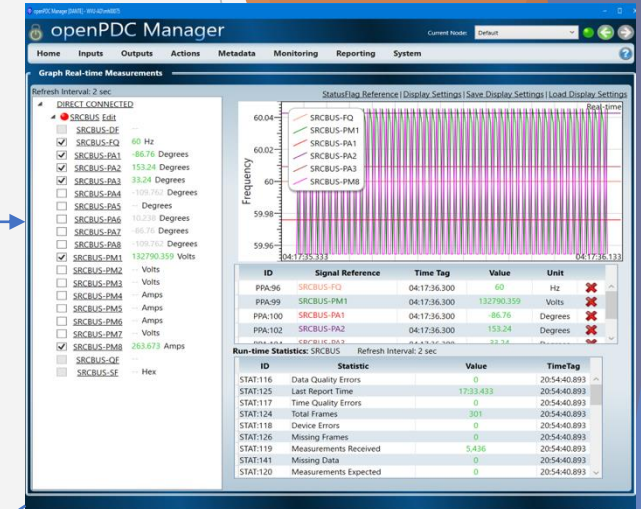 openPDC Manager
Current Node: Default
Home Inputs Outputs Actions Metadata Monitoring Reporting System
Graph Real-time Measurements
Refresh Interval: 2 sec
StatusFlag Reference | Display Settings | Save Display Settings | Load Display Settings
DIRECT CONNECTED
SRCBUS Edit
SRCBUS-DF --
SRCBUS-FQ 60 Hz
SRCBUS-PA1 -86.76 Degrees
SRCBUS-PA2 153.24 Degrees
SRCBUS-PA3 33.24 Degrees
SRCBUS-PA4 -109.762 Degrees
SRCBUS-PA5 -- Degrees
SRCBUS-PA6 10.238 Degrees
SRCBUS-PA7 -86.76 Degrees
SRCBUS-PA8 -109.762 Degrees
SRCBUS-PM1 132790.359 Volts
SRCBUS-PM2 -- Volts
SRCBUS-PM3 -- Volts
SRCBUS-PM4 -- Amps
SRCBUS-PM5 -- Amps
SRCBUS-PM6 -- Amps
SRCBUS-PM7 -- Volts
SRCBUS-PM8 263.673 Amps
SRCBUS-QF --
SRCBUS-SF -- Hex
Real-time
Frequency
60.04
60.02
60
59.98
59.96
SRCBUS-FQ
SRCBUS-PM1
SRCBUS-PA1
SRCBUS-PA2
SRCBUS-PA3
SRCBUS-PM8
04:17:35.333 04:17:36.133
ID Signal Reference Time Tag Value Unit
PPA:96 SRCBUS-FQ 04:17:36.300 60 Hz
PPA:99 SRCBUS-PM1 04:17:36.300 132790.359 Volts
PPA:100 SRCBUS-PA1 04:17:36.300 -86.76 Degrees
PPA:102 SRCBUS-PA2 04:17:36.300 153.24 Degrees
PPA:104 SRCBUS-PA3 04:17:36.300 33.24 Degrees
Run-time Statistics: SRCBUS Refresh Interval: 2 sec
ID Statistic Value TimeTag
STAT:116 Data Quality Errors 0 20:54:40.893
STAT:125 Last Report Time 17:33.433 20:54:40.893
STAT:117 Time Quality Errors 0 20:54:40.893
STAT:124 Total Frames 301 20:54:40.893
STAT:118 Device Errors 0 20:54:40.893
STAT:126 Missing Frames 0 20:54:40.893
STAT:119 Measurements Received 5,436 20:54:40.893
STAT:141 Missing Data 0 20:54:40.893
STAT:120 Measurements Expected 0 20:54:40.893